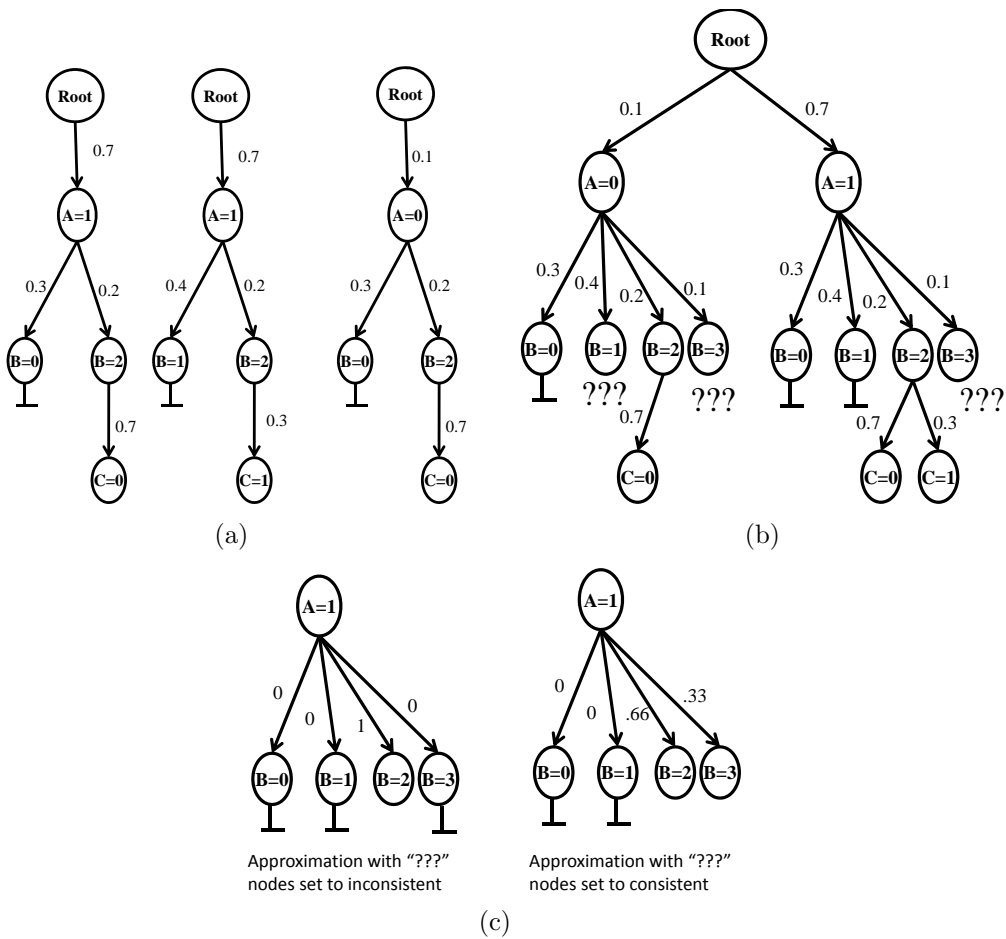 Root
Root
Root
0.7
0.7
0.1
A=1
A=1
A=0
0.3
0.2
0.4
0.2
0.3
0.2
B=0
B=2
B=1
B=2
B=0
B=2
0.7
0.3
0.7
C=0
C=1
C=0
(a)
Root
0.1
0.7
A=0
A=1
0.3
0.4
0.2
0.1
0.3
0.4
0.2
0.1
B=0
B=1
B=2
B=3
B=0
B=1
B=2
B=3
???
???
???
0.7
0.7
0.3
C=0
C=0
C=1
(b)
A=1
0
0
1
0
B=0
B=1
B=2
B=3
Approximation with “???”
nodes set to inconsistent
A=1
0
0
.66
.33
B=0
B=1
B=2
B=3
Approximation with “???”
nodes set to consistent
(c)